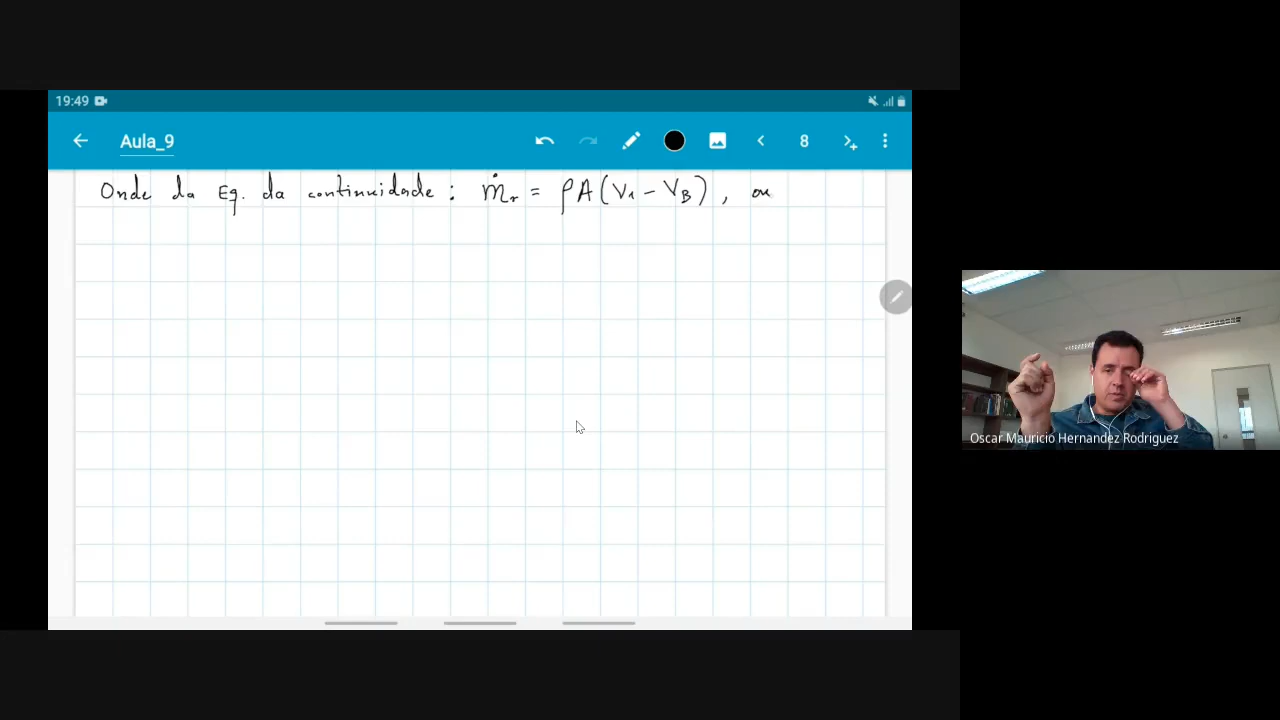 19:49
Aula_9
8
Onde da Eq. da continuidade : ṁr = ρA(V1 − VB) , ou
Oscar Mauricio Hernandez Rodriguez